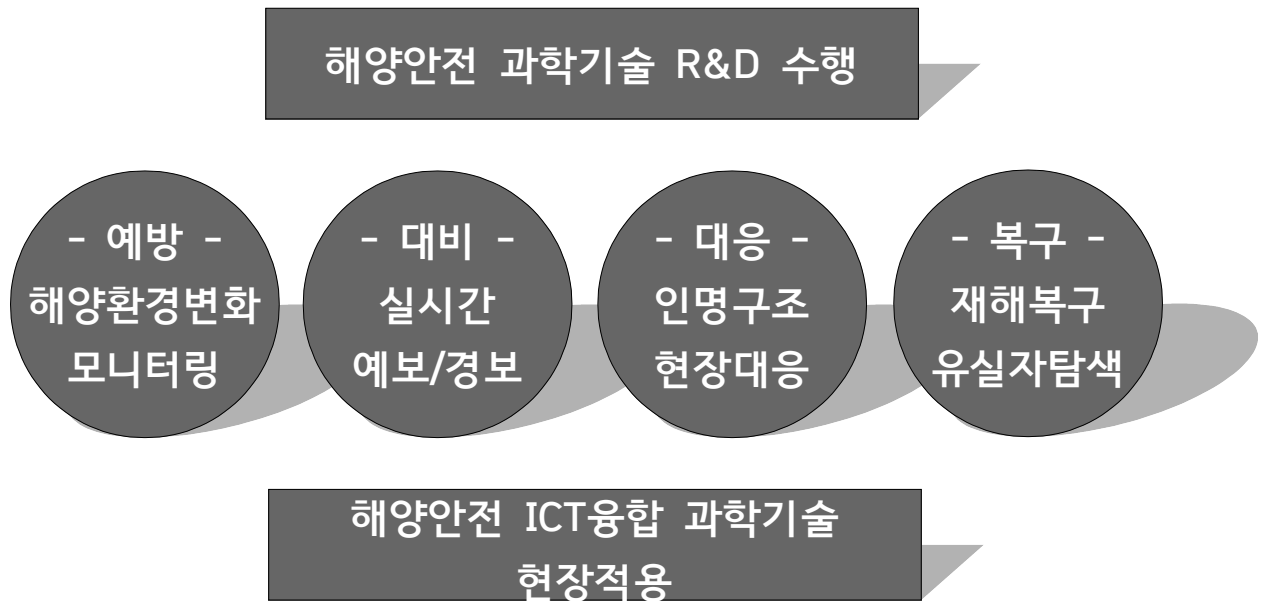 해양안전 과학기술 R&D 수행
- 예방 -
해양환경변화
모니터링
- 대비 -
실시간
예보/경보
- 대응 -
인명구조
현장대응
- 복구 -
재해복구
유실자탐색
해양안전 ICT융합 과학기술
현장적용